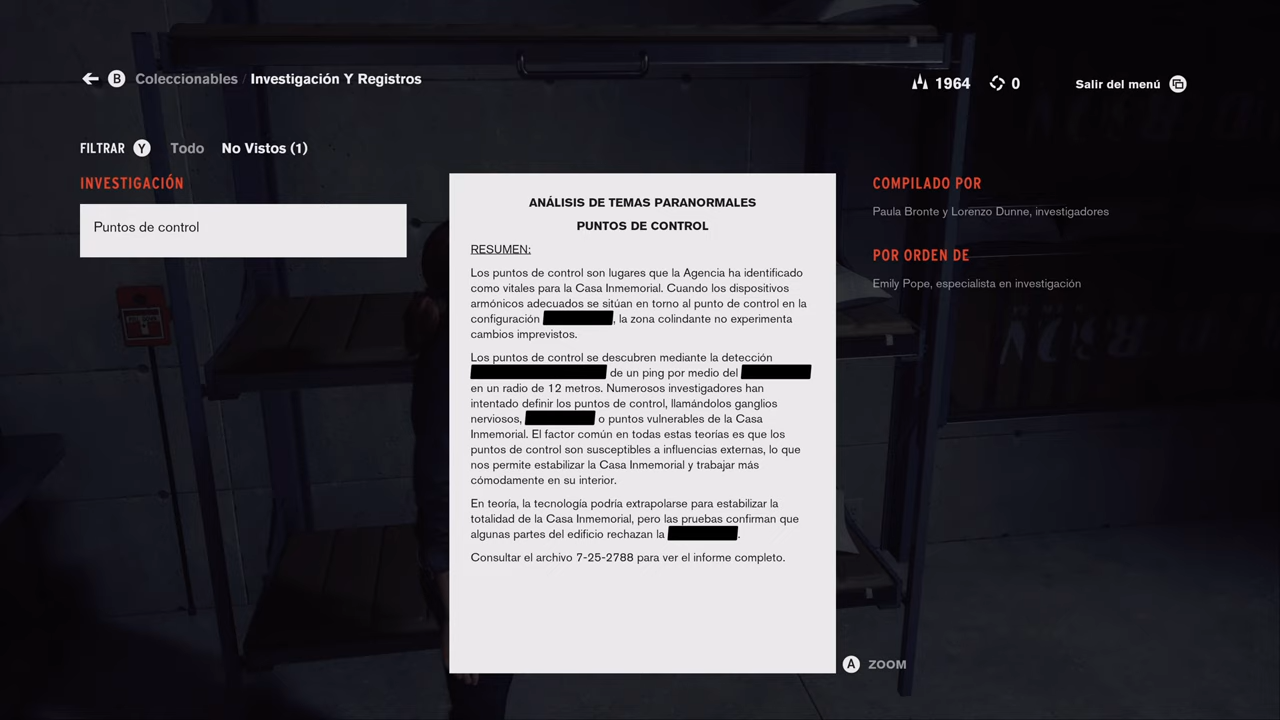 B Coleccionables / Investigación Y Registros
1964
0
Salir del menú
FILTRAR Y Todo No Vistos (1)
INVESTIGACIÓN
Puntos de control
ANÁLISIS DE TEMAS PARANORMALES
PUNTOS DE CONTROL
RESUMEN:
Los puntos de control son lugares que la Agencia ha identificado
como vitales para la Casa Inmemorial. Cuando los dispositivos
armónicos adecuados se sitúan en torno al punto de control en la
configuración , la zona colindante no experimenta
cambios imprevistos.
Los puntos de control se descubren mediante la detección
de un ping por medio del
en un radio de 12 metros. Numerosos investigadores han
intentado definir los puntos de control, llamándolos ganglios
nerviosos, o puntos vulnerables de la Casa
Inmemorial. El factor común en todas estas teorías es que los
puntos de control son susceptibles a influencias externas, lo que
nos permite estabilizar la Casa Inmemorial y trabajar más
cómodamente en su interior.
En teoría, la tecnología podría extrapolarse para estabilizar la
totalidad de la Casa Inmemorial, pero las pruebas confirman que
algunas partes del edificio rechazan la .
Consultar el archivo 7-25-2788 para ver el informe completo.
COMPILADO POR
Paula Bronte y Lorenzo Dunne, investigadores
POR ORDEN DE
Emily Pope, especialista en investigación
A ZOOM